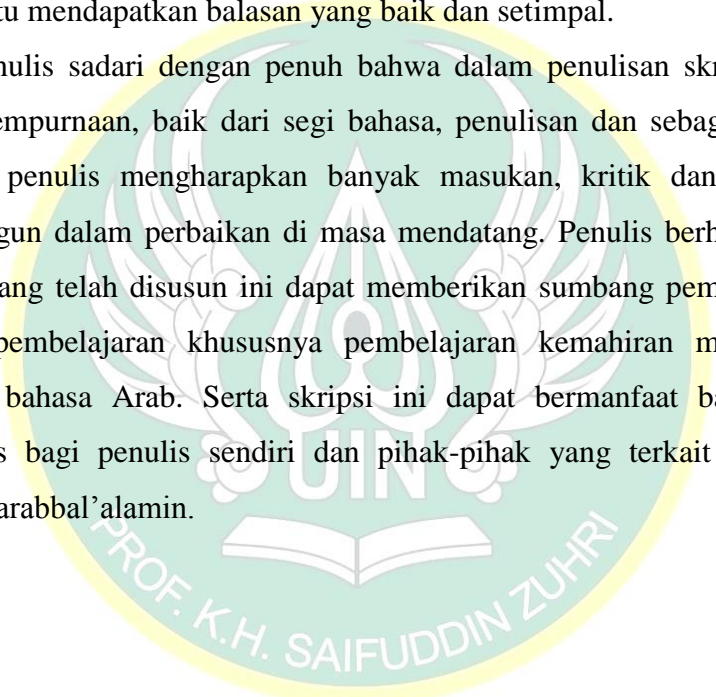 tu mendapatkan balasan yang baik dan setimpal.
nulis sadari dengan penuh bahwa dalam penulisan skr
empurnaan, baik dari segi bahasa, penulisan dan sebag
penulis mengharapkan banyak masukan, kritik dan
gun dalam perbaikan di masa mendatang. Penulis berh
ang telah disusun ini dapat memberikan sumbang pem
pembelajaran khususnya pembelajaran kemahiran m
bahasa Arab. Serta skripsi ini dapat bermanfaat ba
s bagi penulis sendiri dan pihak-pihak yang terkait
arabbal’alamin.
UIN
PROF. K.H. SAIFUDDIN ZUHRI